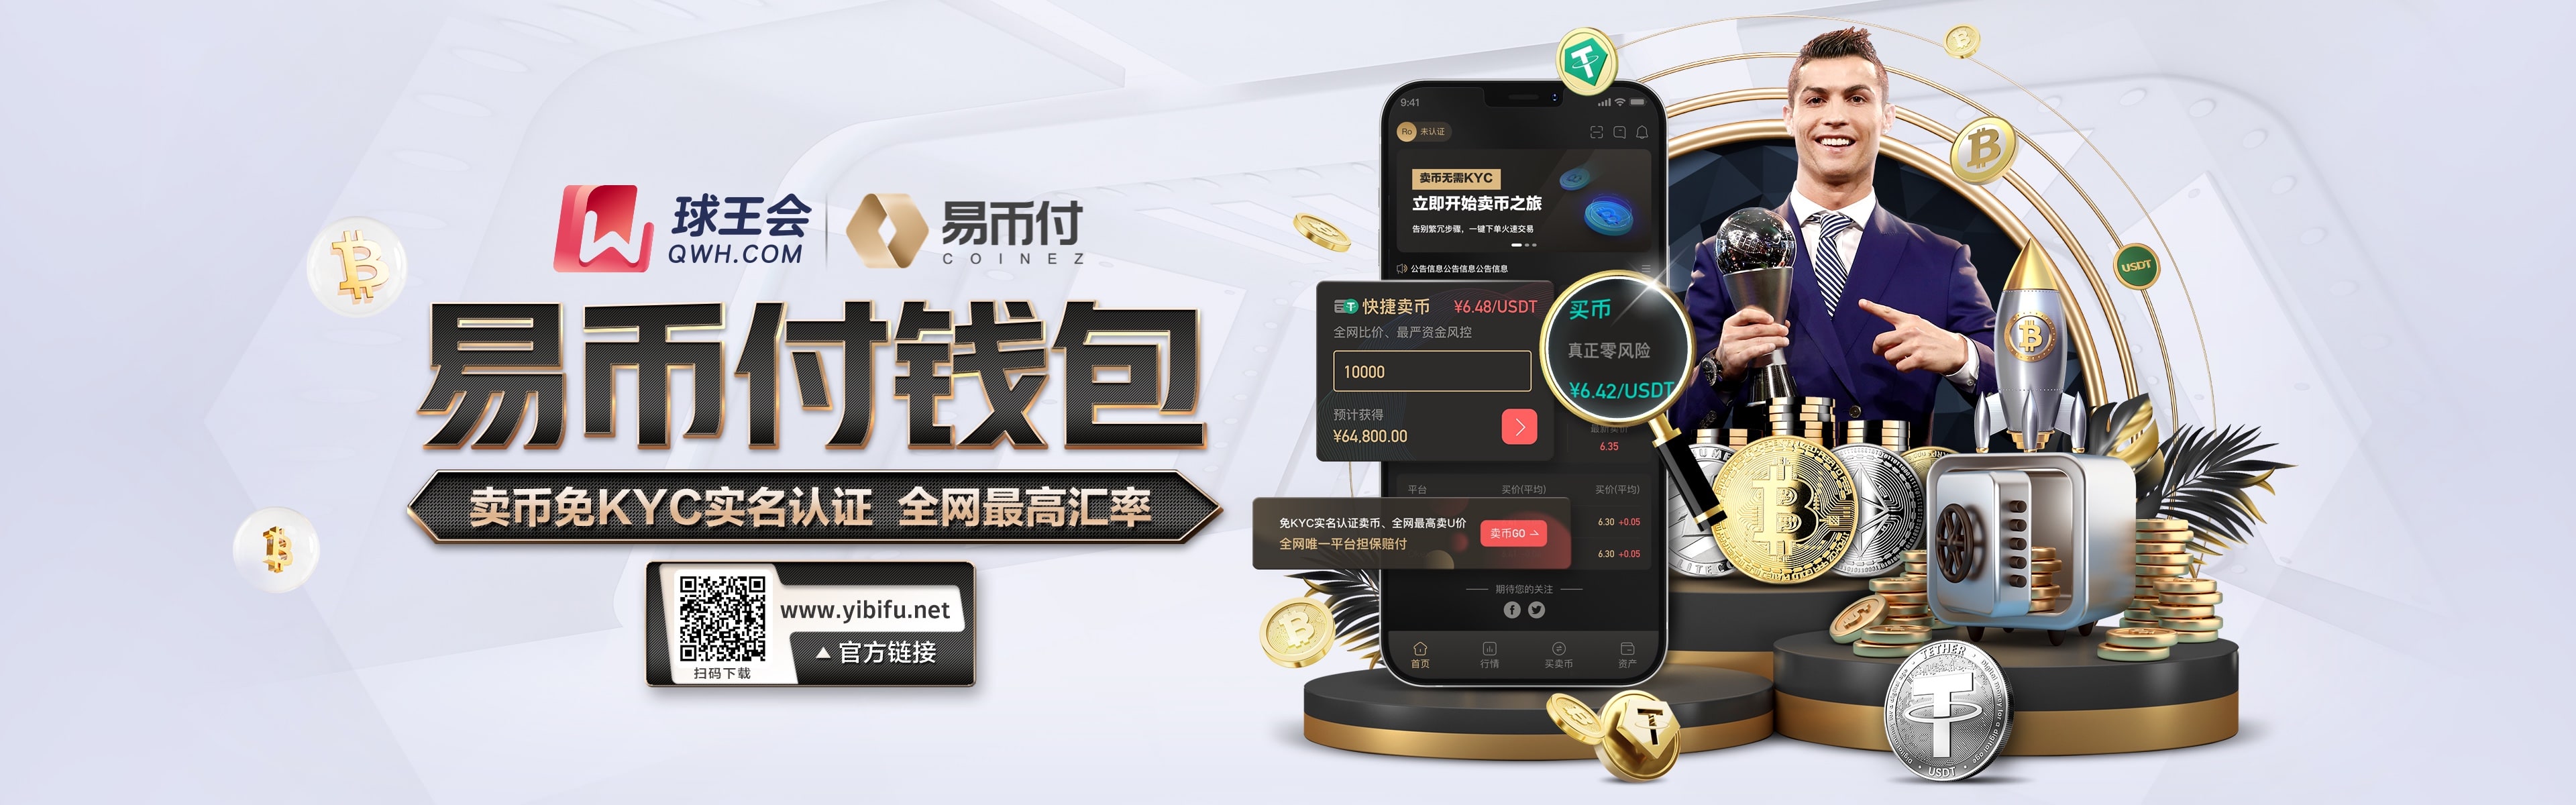 球王会
QWH.COM
易币付
COINEZ
易币付钱包
卖币免KYC实名认证 全网最高汇率
www.yibifu.net
官方链接
扫码下载
9:41
Ro 未认证
卖币无需KYC
立即开始卖币之旅
告别繁冗步骤，一键下单火速交易
公告信息公告信息公告信息
快捷卖币 ¥6.48/USDT
全网比价、最严资金风控
10000
预计获得
¥64,800.00
买币
真正零风险
¥6.42/USDT
最新卖价
6.35
平台 买价(平均) 买价(平均)
免KYC实名认证卖币、全网最高卖U价
全网唯一平台担保赔付
卖币GO
6.30 +0.05
6.30 +0.05
期待您的关注
首页 行情 买卖币 资产
USDT
TETHER
USDT